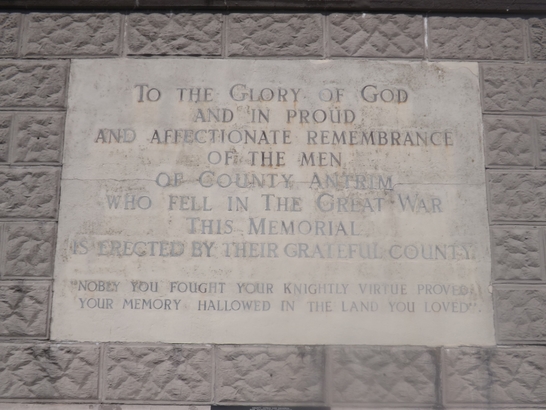 TO THE GLORY OF GOD
AND IN PROUD
AND AFFECTIONATE REMEMBRANCE
OF THE MEN
OF COUNTY ANTRIM
WHO FELL IN THE GREAT WAR
THIS MEMORIAL
IS ERECTED BY THEIR GRATEFUL COUNTY.
"NOBLY YOU FOUGHT YOUR KNIGHTLY VIRTUE PROVED
YOUR MEMORY HALLOWED IN THE LAND YOU LOVED".